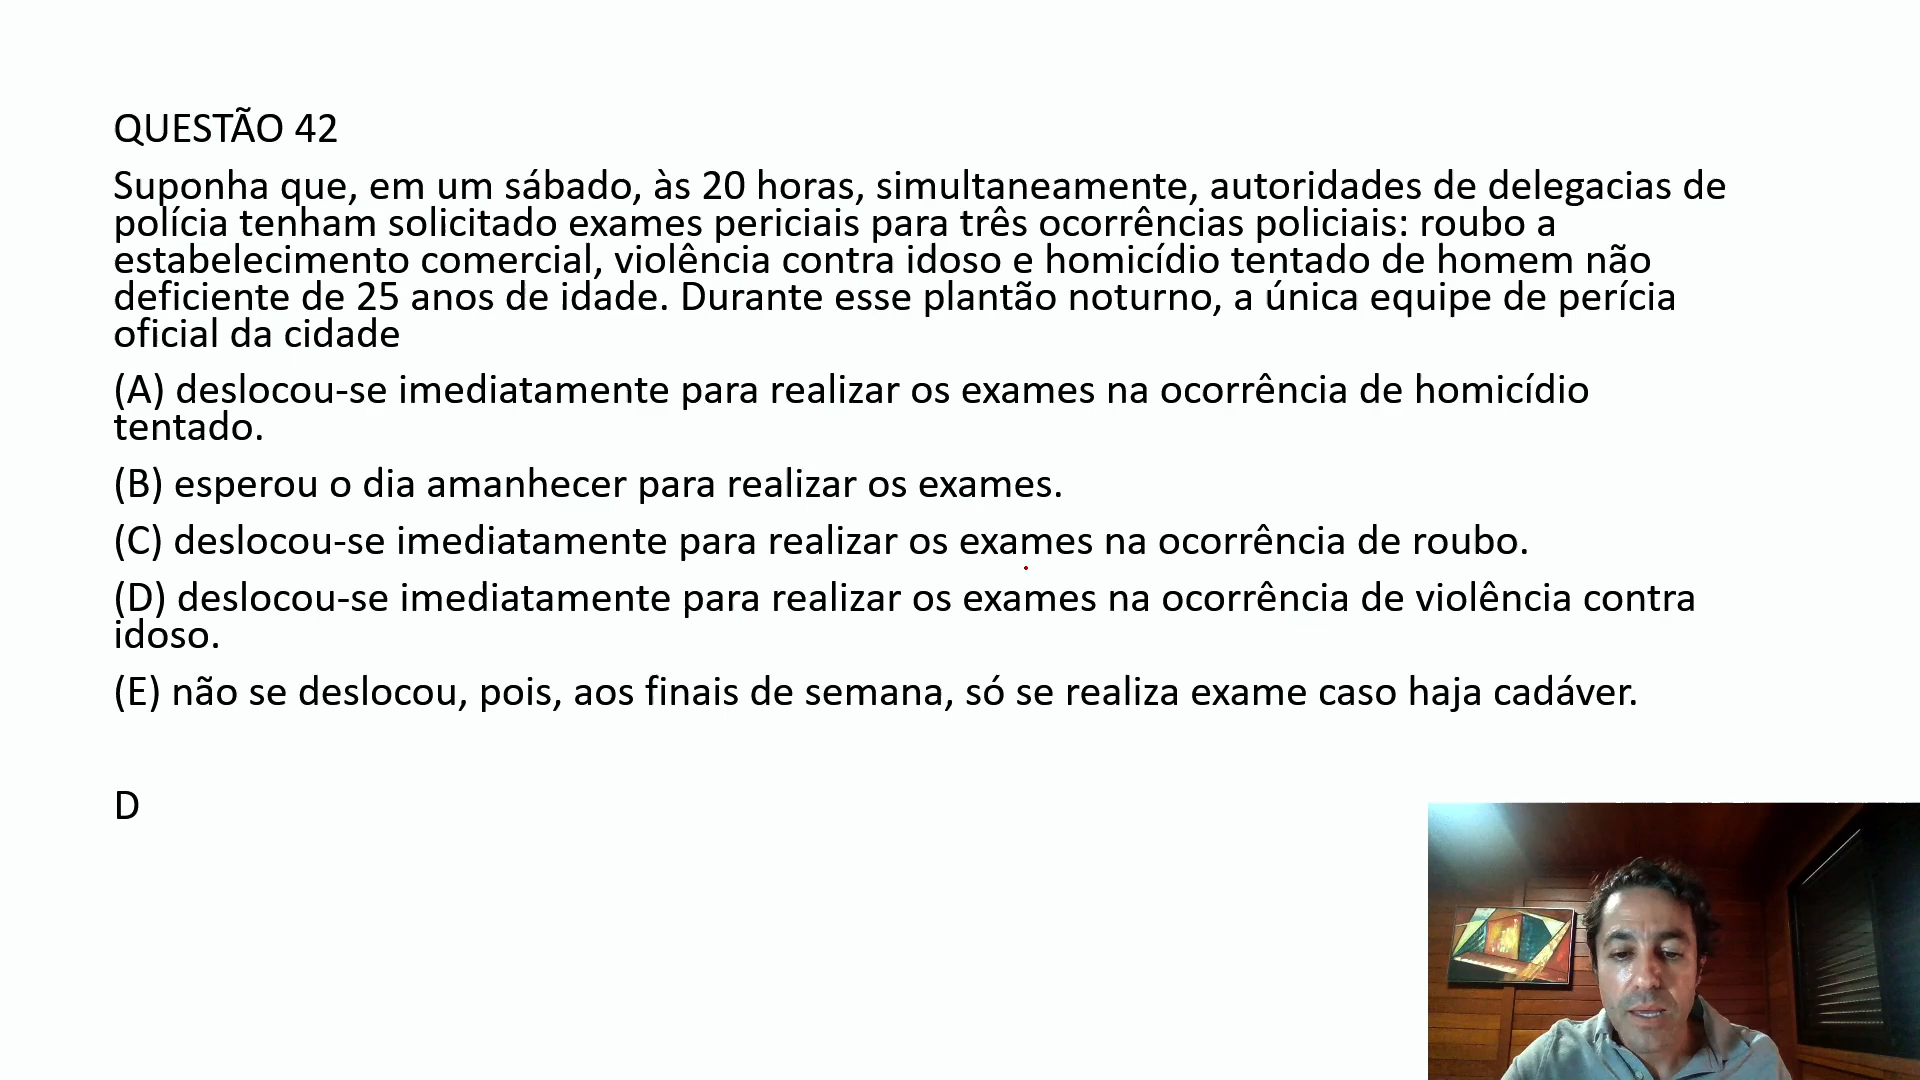 QUESTÃO 42
Suponha que, em um sábado, às 20 horas, simultaneamente, autoridades de delegacias de
polícia tenham solicitado exames periciais para três ocorrências policiais: roubo a
estabelecimento comercial, violência contra idoso e homicídio tentado de homem não
deficiente de 25 anos de idade. Durante esse plantão noturno, a única equipe de perícia
oficial da cidade
(A) deslocou-se imediatamente para realizar os exames na ocorrência de homicídio
tentado.
(B) esperou o dia amanhecer para realizar os exames.
(C) deslocou-se imediatamente para realizar os exames na ocorrência de roubo.
(D) deslocou-se imediatamente para realizar os exames na ocorrência de violência contra
idoso.
(E) não se deslocou, pois, aos finais de semana, só se realiza exame caso haja cadáver.
D